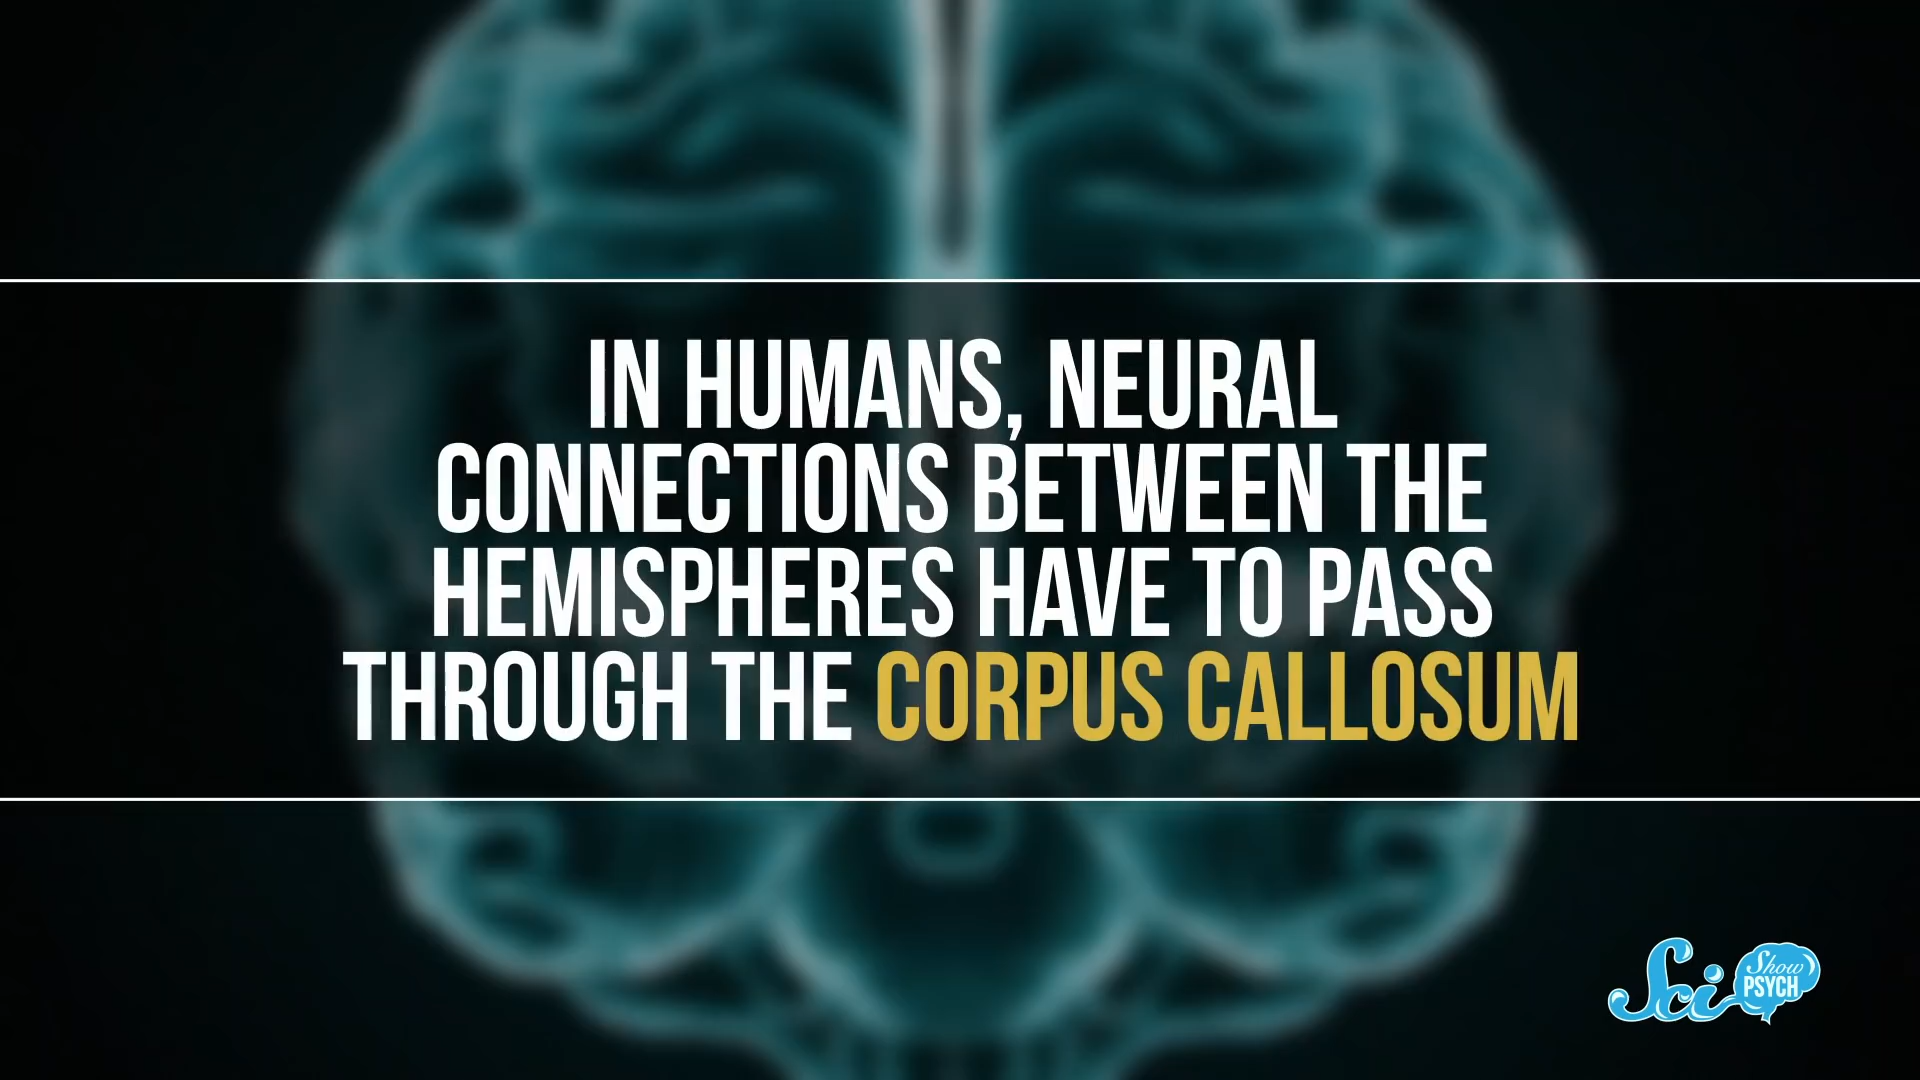 IN HUMANS, NEURAL
CONNECTIONS BETWEEN THE
HEMISPHERES HAVE TO PASS
THROUGH THE CORPUS CALLOSUM
Sci Show
PSYCH